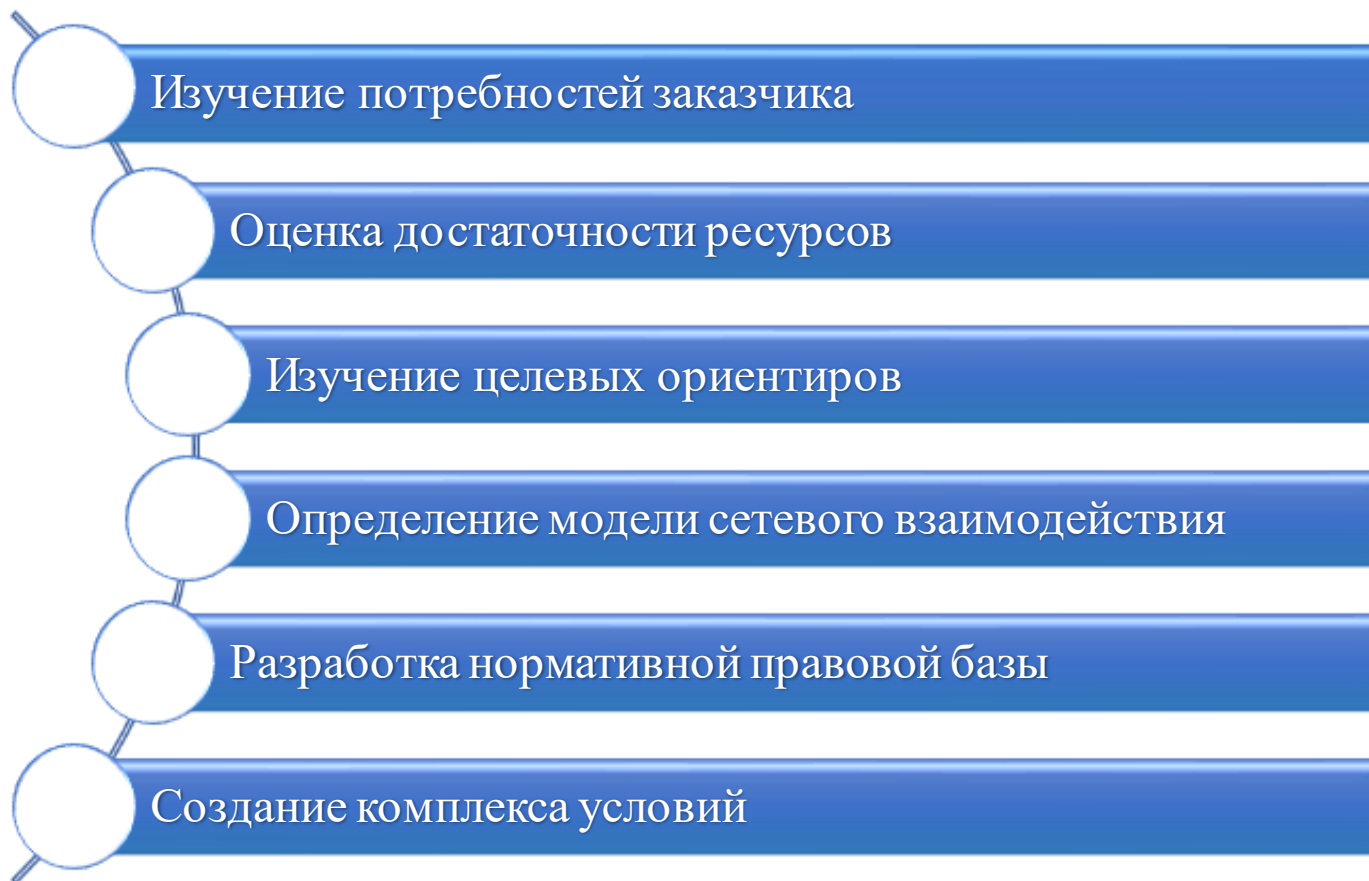 Изучение потребностей заказчика
Оценка достаточности ресурсов
Изучение целевых ориентиров
Определение модели сетевого взаимодействия
Разработка нормативной правовой базы
Создание комплекса условий